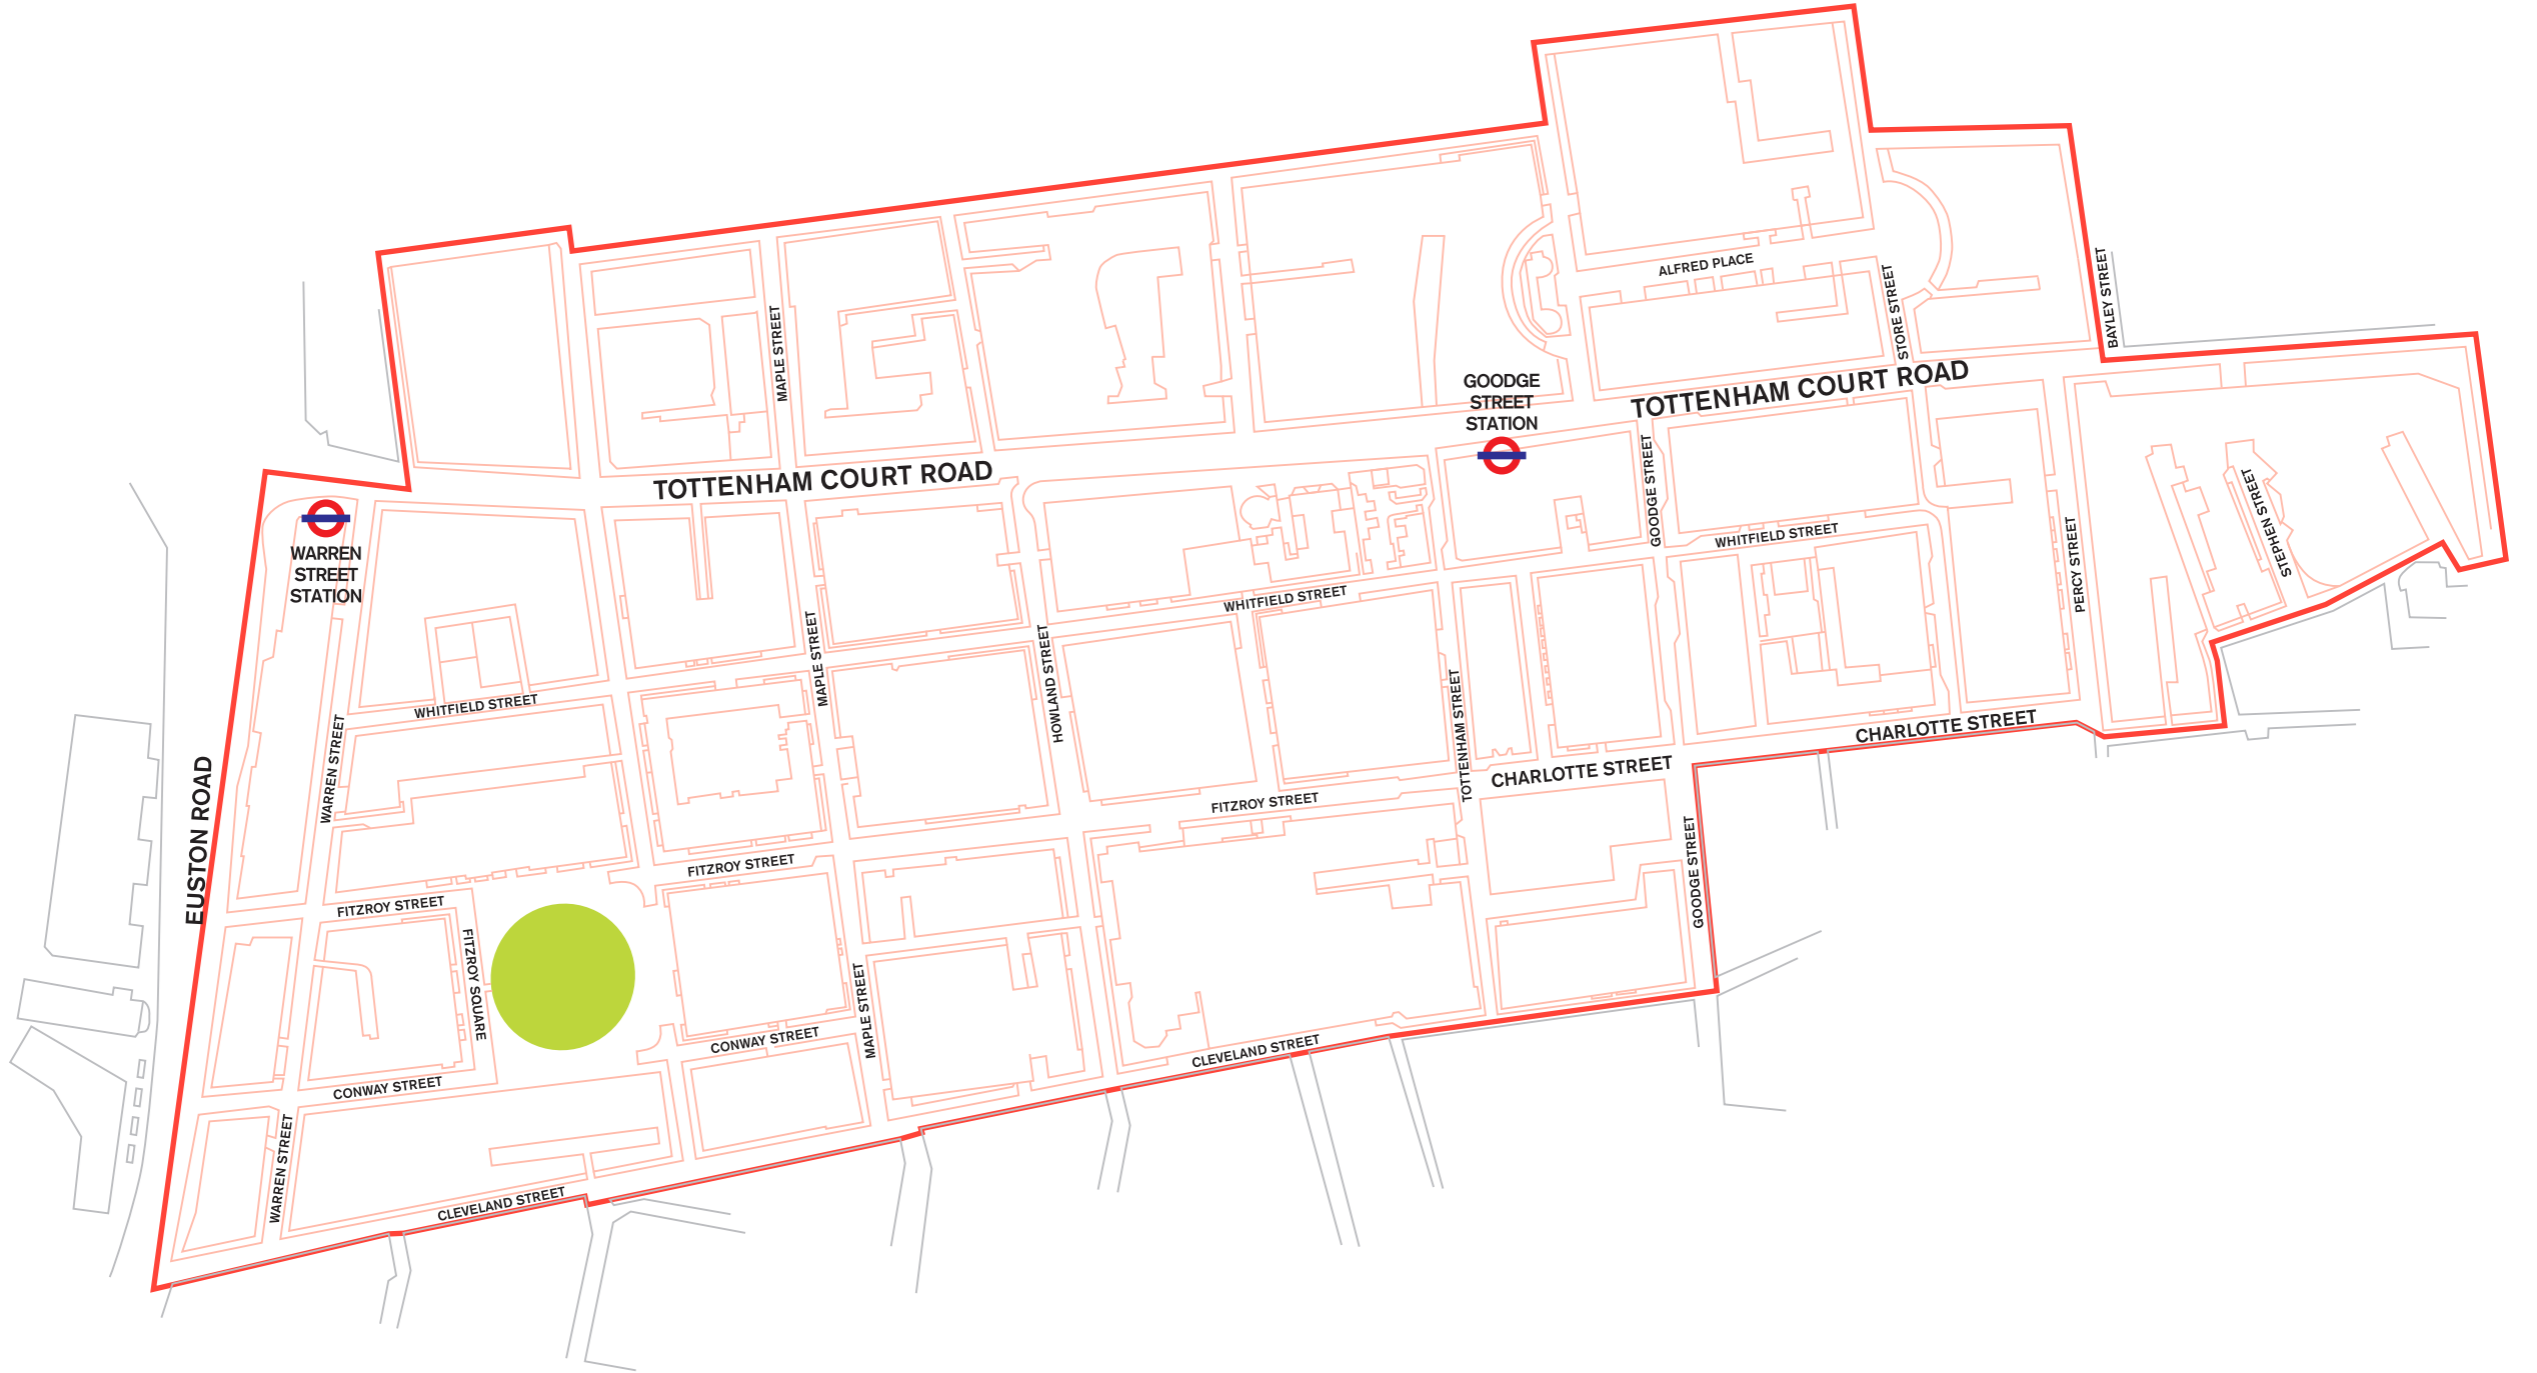 BAYLEY STREET
ALFRED PLACE
STORE STREET
MAPLE STREET
GOODGE
STREET
STATION
TOTTENHAM COURT ROAD
TOTTENHAM COURT ROAD
GOODGE STREET
STEPHEN STREET
WHITFIELD STREET
PERCY STREET
WARREN
STREET
STATION
WHITFIELD STREET
MAPLE STREET
HOWLAND STREET
WHITFIELD STREET
TOTTENHAM STREET
CHARLOTTE STREET
WARREN STREET
CHARLOTTE STREET
EUSTON ROAD
FITZROY STREET
FITZROY STREET
GOODGE STREET
FITZROY STREET
FITZROY SQUARE
MAPLE STREET
CONWAY STREET
CLEVELAND STREET
CONWAY STREET
WARREN STREET
CLEVELAND STREET